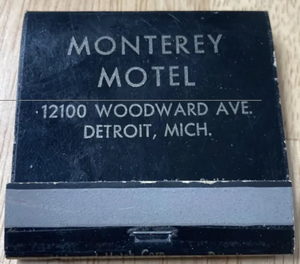 MONTEREY
MOTEL
12100 WOODWARD AVE.
DETROIT, MICH.